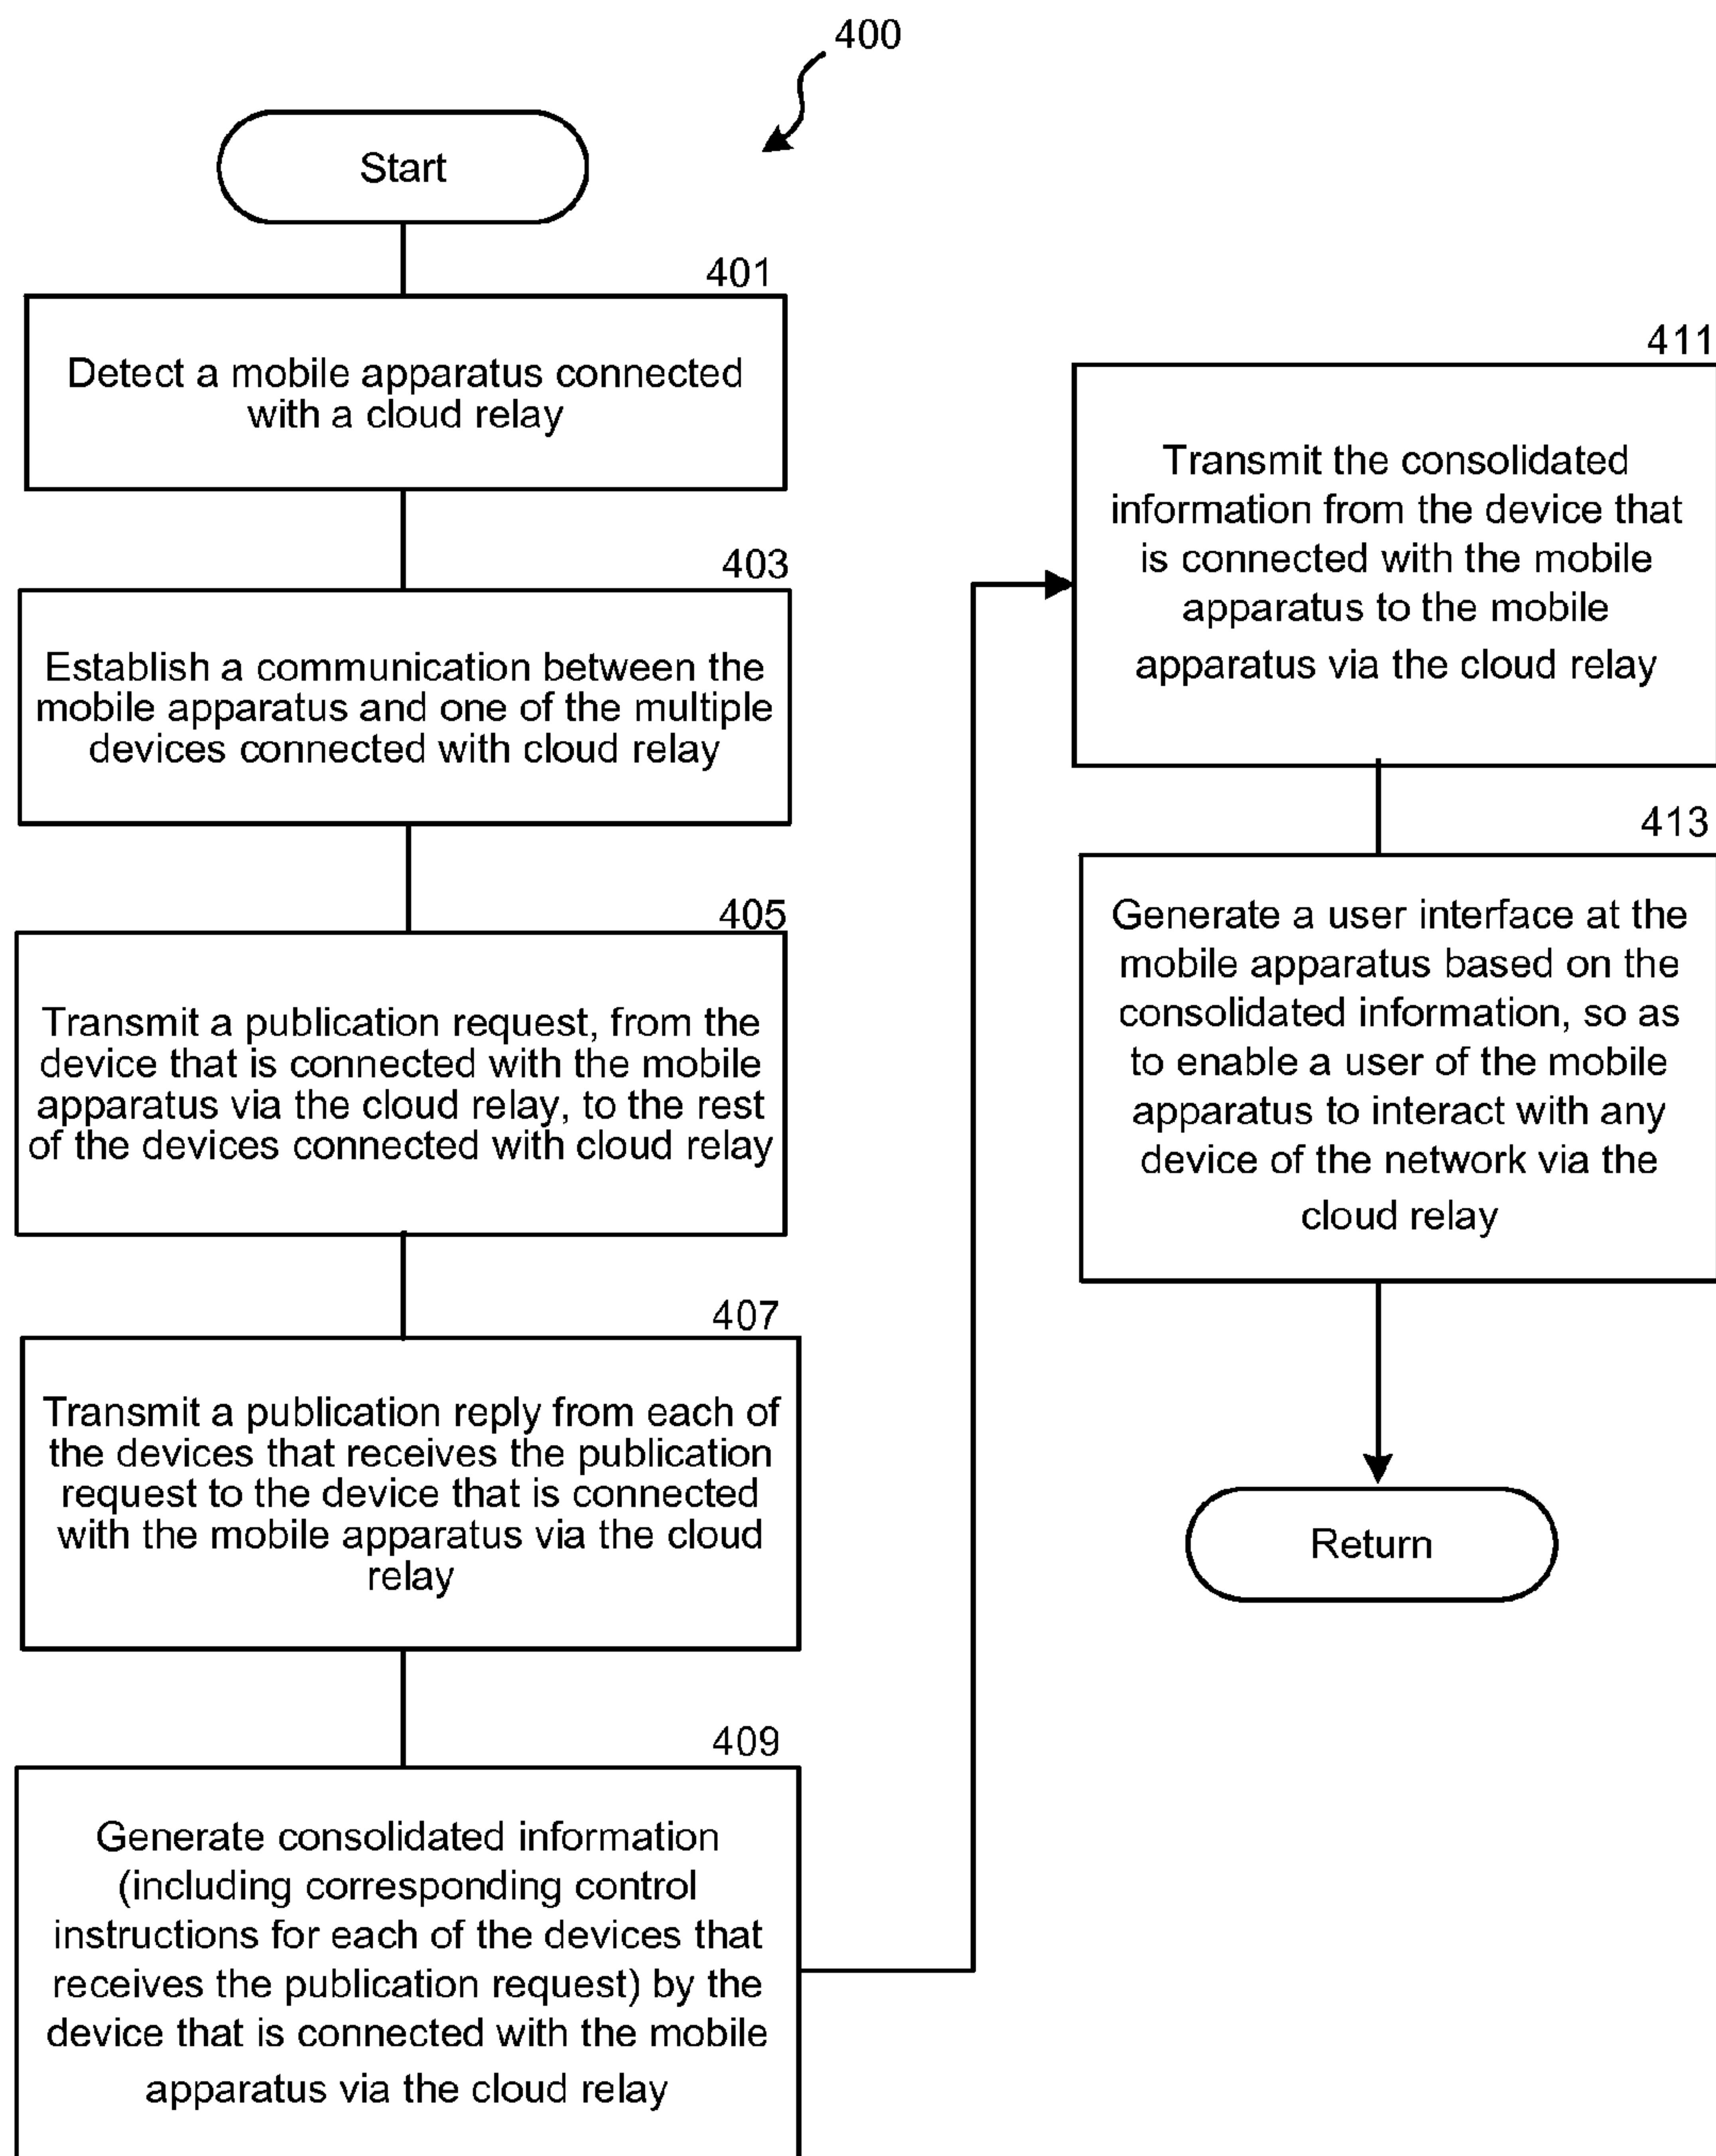 400
Start
401
Detect a mobile apparatus connected
with a cloud relay
403
Establish a communication between the
mobile apparatus and one of the multiple
devices connected with cloud relay
405
Transmit a publication request, from the
device that is connected with the mobile
apparatus via the cloud relay, to the rest
of the devices connected with cloud relay
407
Transmit a publication reply from each of
the devices that receives the publication
request to the device that is connected
with the mobile apparatus via the cloud
relay
409
Generate consolidated information
(including corresponding control
instructions for each of the devices that
receives the publication request) by the
device that is connected with the mobile
apparatus via the cloud relay
411
Transmit the consolidated
information from the device that
is connected with the mobile
apparatus to the mobile
apparatus via the cloud relay
413
Generate a user interface at the
mobile apparatus based on the
consolidated information, so as
to enable a user of the mobile
apparatus to interact with any
device of the network via the
cloud relay
Return